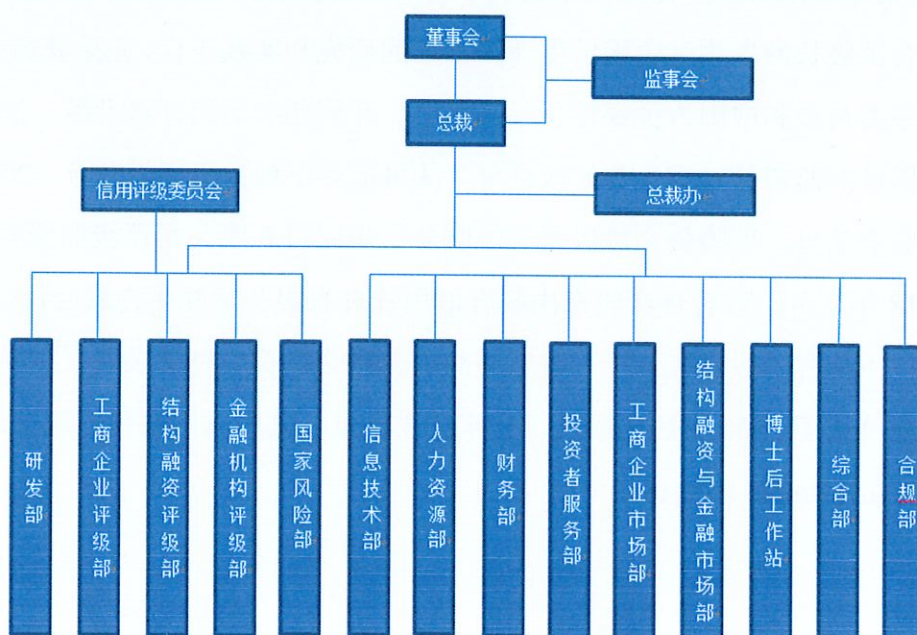 董事会
监事会
总裁
信用评级委员会
总裁办
研发部
工商企业评级部
结构融资评级部
金融机构评级部
国家风险部
信息技术部
人力资源部
财务部
投资者服务部
工商企业市场部
结构融资与金融市场部
博士后工作站
综合部
合规部